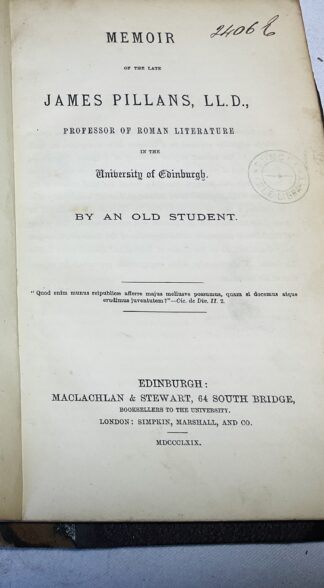 2406 E
MEMOIR
OF THE LATE
JAMES PILLANS, LL.D.,
PROFESSOR OF ROMAN LITERATURE
IN THE
University of Edinburgh.
BY AN OLD STUDENT.
"Quod enim munus reipublicæ afferre majus meliusve possumus, quam si docemus atque
erudimus juventutem?"—Cic. de Div. II. 2.
EDINBURGH:
MACLACHLAN & STEWART, 64 SOUTH BRIDGE,
BOOKSELLERS TO THE UNIVERSITY.
LONDON: SIMPKIN, MARSHALL, AND CO.
MDCCCLXIX.